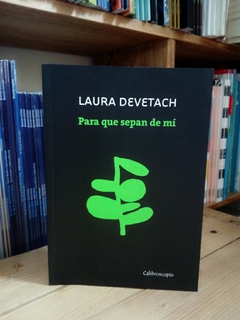 LAURA DEVETACH
Para que sepan de mí
Calibroscopio